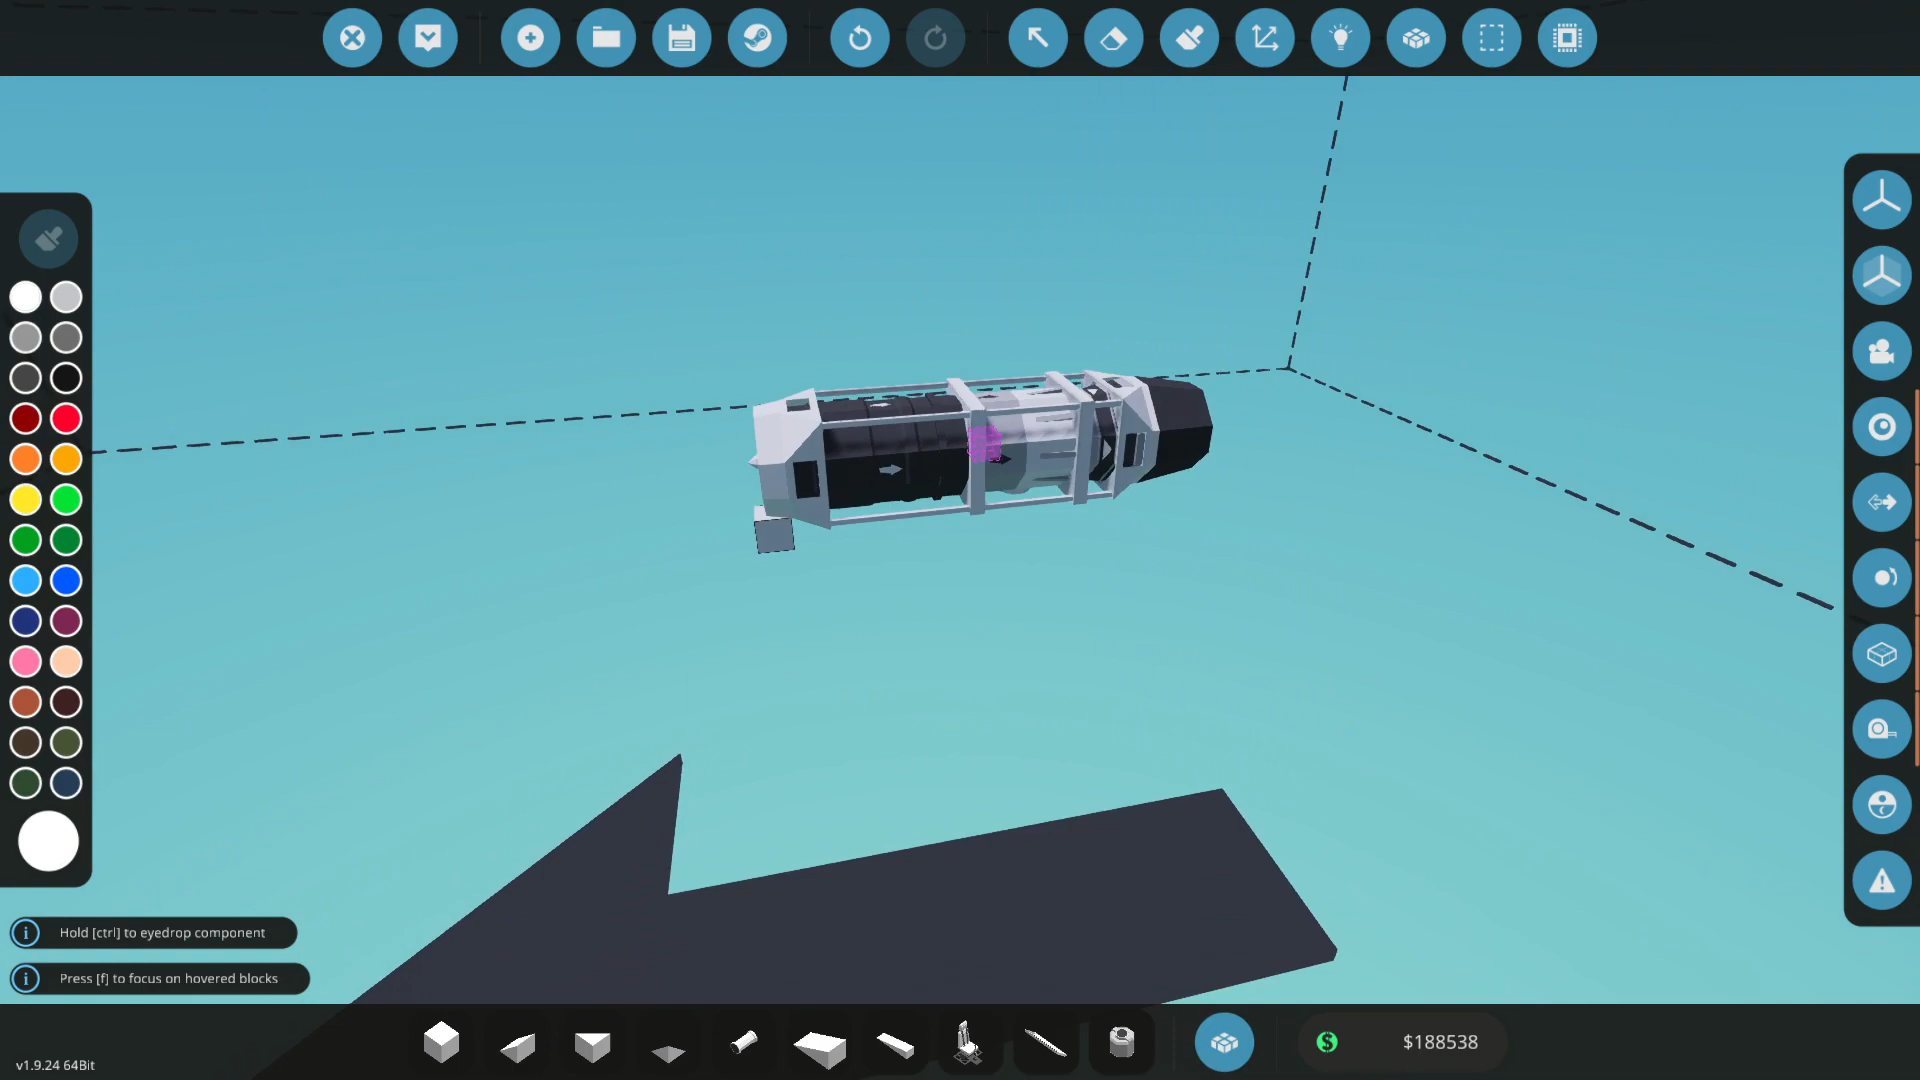 Hold [ctrl] to eyedrop component
Press [f] to focus on hovered blocks
v1.9.24 64Bit
$188538